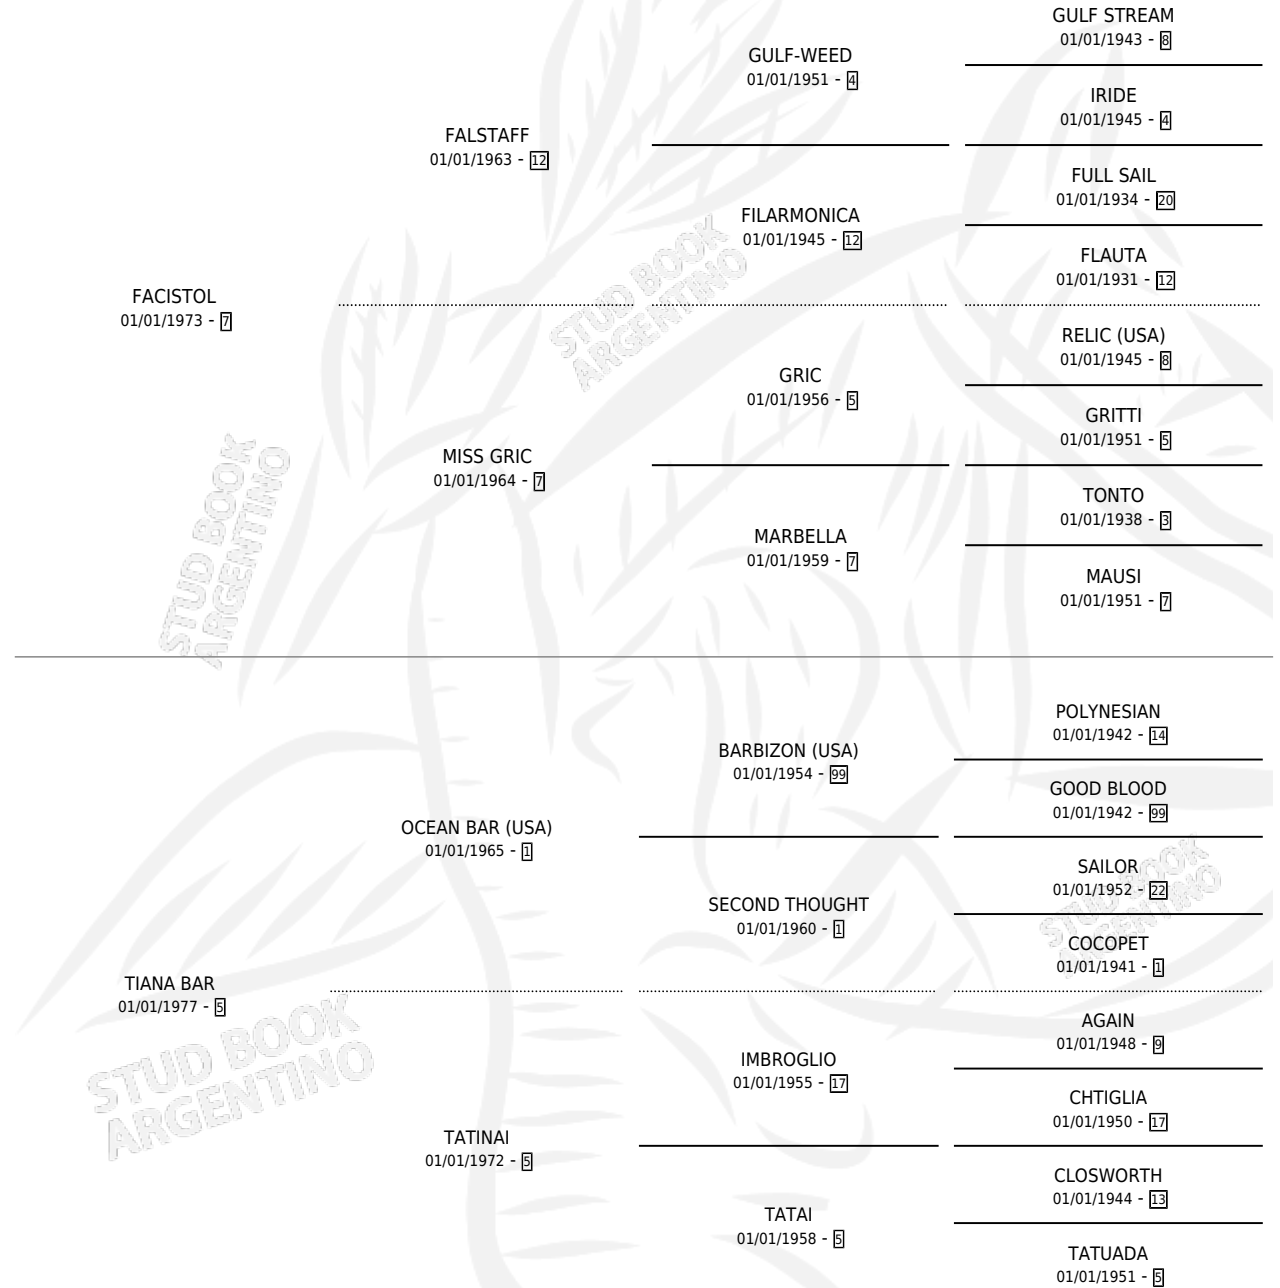 GULF STREAM
01/01/1943 - 8
GULF-WEED
01/01/1951 - 4
IRIDE
01/01/1945 - 4
FALSTAFF
01/01/1963 - 12
FULL SAIL
01/01/1934 - 20
FILARMONICA
01/01/1945 - 12
FLAUTA
01/01/1931 - 12
FACISTOL
01/01/1973 - 7
RELIC (USA)
01/01/1945 - 8
GRIC
01/01/1956 - 5
GRITTI
01/01/1951 - 5
MISS GRIC
01/01/1964 - 7
TONTO
01/01/1938 - 3
MARBELLA
01/01/1959 - 7
MAUSI
01/01/1951 - 7
STUD BOOK
ARGENTINO
STUD BOOK
ARGENTINO
POLYNESIAN
01/01/1942 - 14
BARBIZON (USA)
01/01/1954 - 99
GOOD BLOOD
01/01/1942 - 99
OCEAN BAR (USA)
01/01/1965 - 1
SAILOR
01/01/1952 - 22
SECOND THOUGHT
01/01/1960 - 1
COCOPET
01/01/1941 - 1
STUD BOOK
ARGENTINO
TIANA BAR
01/01/1977 - 5
AGAIN
01/01/1948 - 9
IMBROGLIO
01/01/1955 - 17
CHTIGLIA
01/01/1950 - 17
STUD BOOK
ARGENTINO
TATINAI
01/01/1972 - 5
CLOSWORTH
01/01/1944 - 13
TATAI
01/01/1958 - 5
TATUADA
01/01/1951 - 5